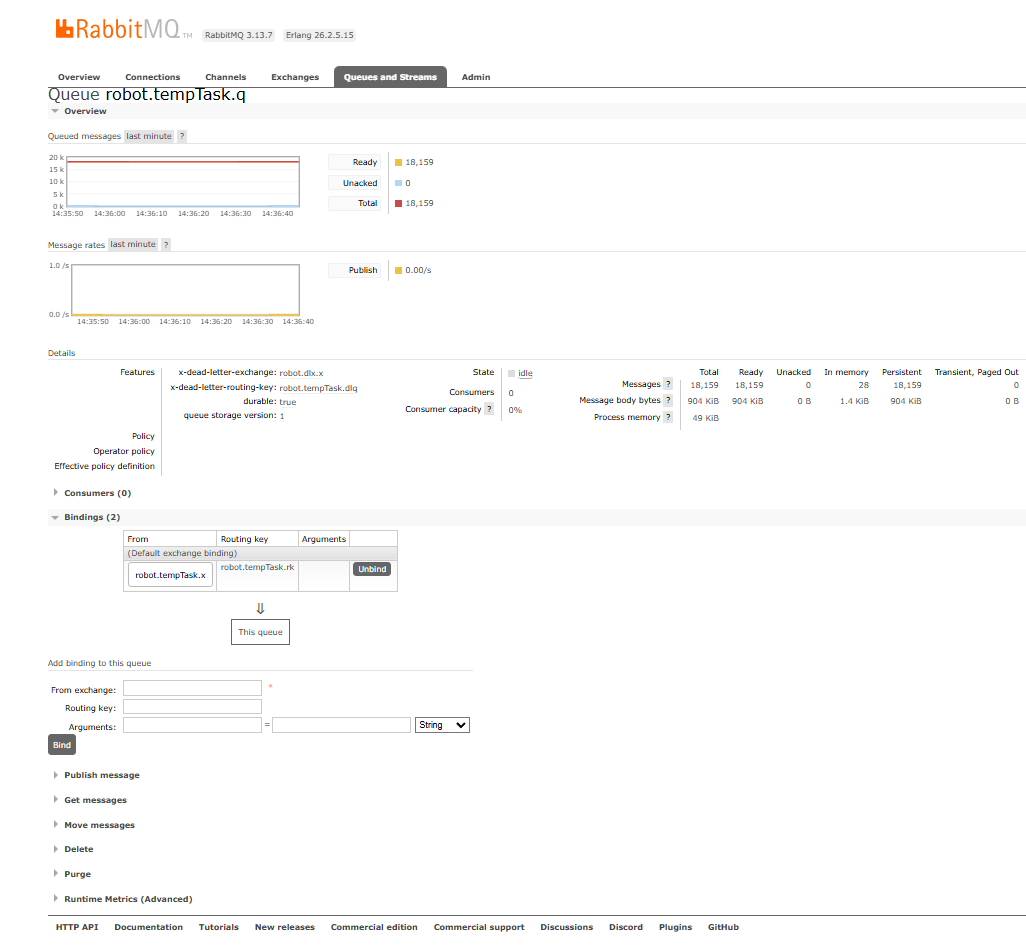 RabbitMQ TM RabbitMQ 3.13.7 Erlang 26.2.5.15
Overview Connections Channels Exchanges Queues and Streams Admin
Queue robot.tempTask.q
Overview
Queued messages last minute ?
20 k
15 k
10 k
5 k
0 k
14:35:50 14:36:00 14:36:10 14:36:20 14:36:30 14:36:40
Ready 18,159
Unacked 0
Total 18,159
Message rates last minute ?
1.0 /s
0.0 /s
14:35:50 14:36:00 14:36:10 14:36:20 14:36:30 14:36:40
Publish 0.00/s
Details
Features
x-dead-letter-exchange: robot.dlx.x
x-dead-letter-routing-key: robot.tempTask.dlq
durable: true
queue storage version: 1
Policy
Operator policy
Effective policy definition
State idle
Consumers 0
Consumer capacity ? 0%
Total Ready Unacked In memory Persistent Transient, Paged Out
Messages ? 18,159 18,159 0 28 18,159 0
Message body bytes ? 904 KiB 904 KiB 0 B 1.4 KiB 904 KiB 0 B
Process memory ? 49 KiB
Consumers (0)
Bindings (2)
From Routing key Arguments
(Default exchange binding)
robot.tempTask.x robot.tempTask.rk Unbind
⇓
This queue
Add binding to this queue
From exchange: *
Routing key:
Arguments: = String
Bind
Publish message
Get messages
Move messages
Delete
Purge
Runtime Metrics (Advanced)
HTTP API Documentation Tutorials New releases Commercial edition Commercial support Discussions Discord Plugins GitHub